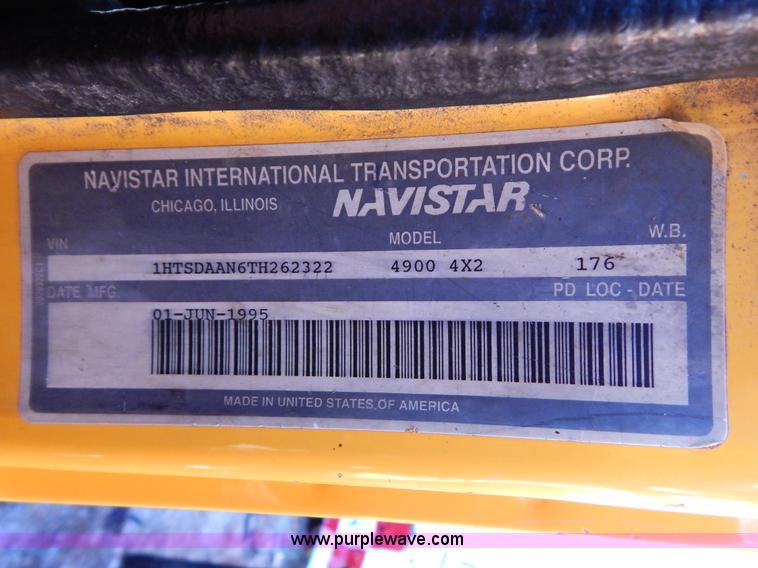 NAVISTAR INTERNATIONAL TRANSPORTATION CORP.
CHICAGO, ILLINOIS NAVISTAR
VIN MODEL W.B.
1HTSDAAN6TH262322 4900 4X2 176
DATE MFG. PD LOC - DATE
01-JUN-1995
MADE IN UNITED STATES OF AMERICA
www.purplewave.com